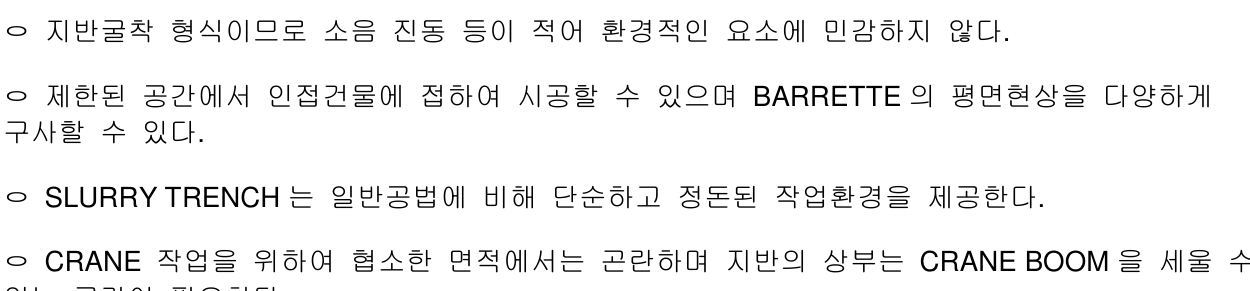 ㅇ 지반굴착 형식이므로 소음 진동 등이 적어 환경적인 요소에 민감하지 않다.
ㅇ 제한된 공간에서 인접건물에 접하여 시공할 수 있으며 BARRETTE 의 평면현상을 다양하게
구사할 수 있다.
ㅇ SLURRY TRENCH 는 일반공법에 비해 단순하고 정돈된 작업환경을 제공한다.
ㅇ CRANE 작업을 위하여 협소한 면적에서는 곤란하며 지반의 상부는 CRANE BOOM 을 세울 수